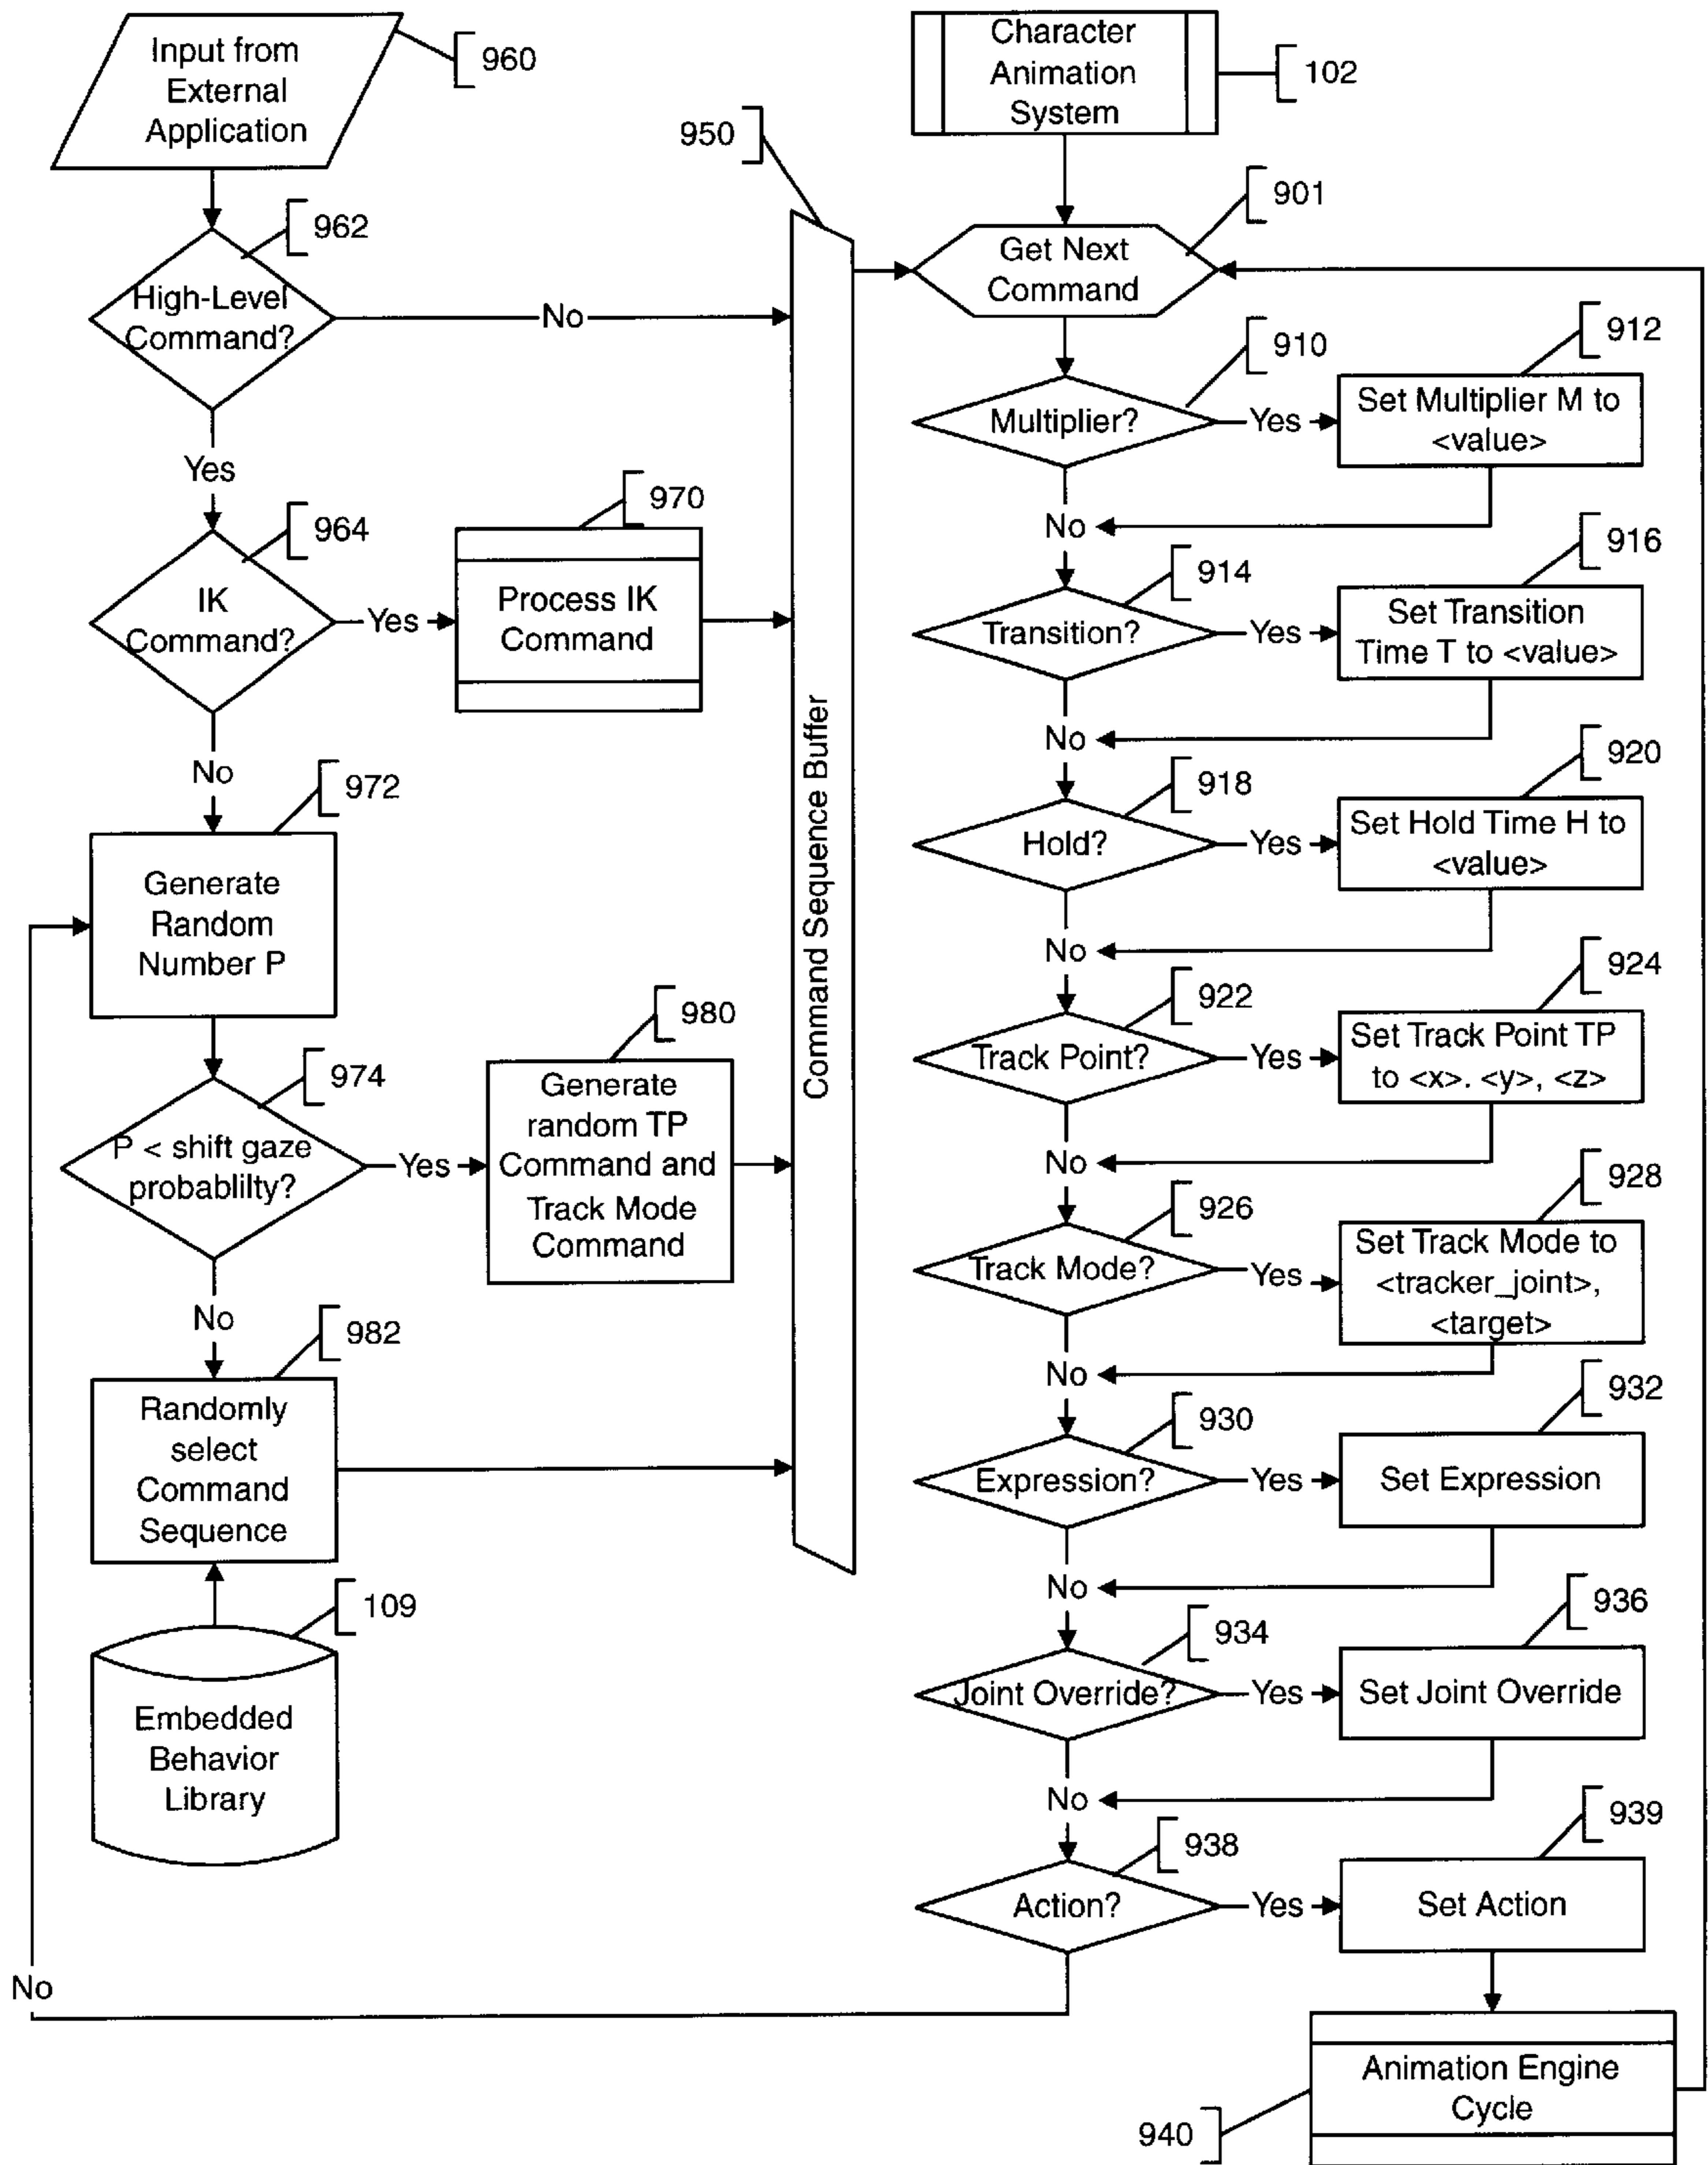 Input from
External
Application
960
962
High-Level
Command?
No
Yes
964
IK
Command?
Yes
970
Process IK
Command
No
972
Generate
Random
Number P
974
P < shift gaze
probablilty?
Yes
980
Generate
random TP
Command and
Track Mode
Command
No
982
Randomly
select
Command
Sequence
109
Embedded
Behavior
Library
No
950
Command Sequence Buffer
Character
Animation
System
102
901
Get Next
Command
910
Multiplier?
Yes
912
Set Multiplier M to
<value>
No
914
Transition?
Yes
916
Set Transition
Time T to <value>
No
918
Hold?
Yes
920
Set Hold Time H to
<value>
No
922
Track Point?
Yes
924
Set Track Point TP
to <x>. <y>, <z>
No
926
Track Mode?
Yes
928
Set Track Mode to
<tracker_joint>,
<target>
No
930
Expression?
Yes
932
Set Expression
No
934
Joint Override?
Yes
936
Set Joint Override
No
938
Action?
Yes
939
Set Action
Animation Engine
Cycle
940